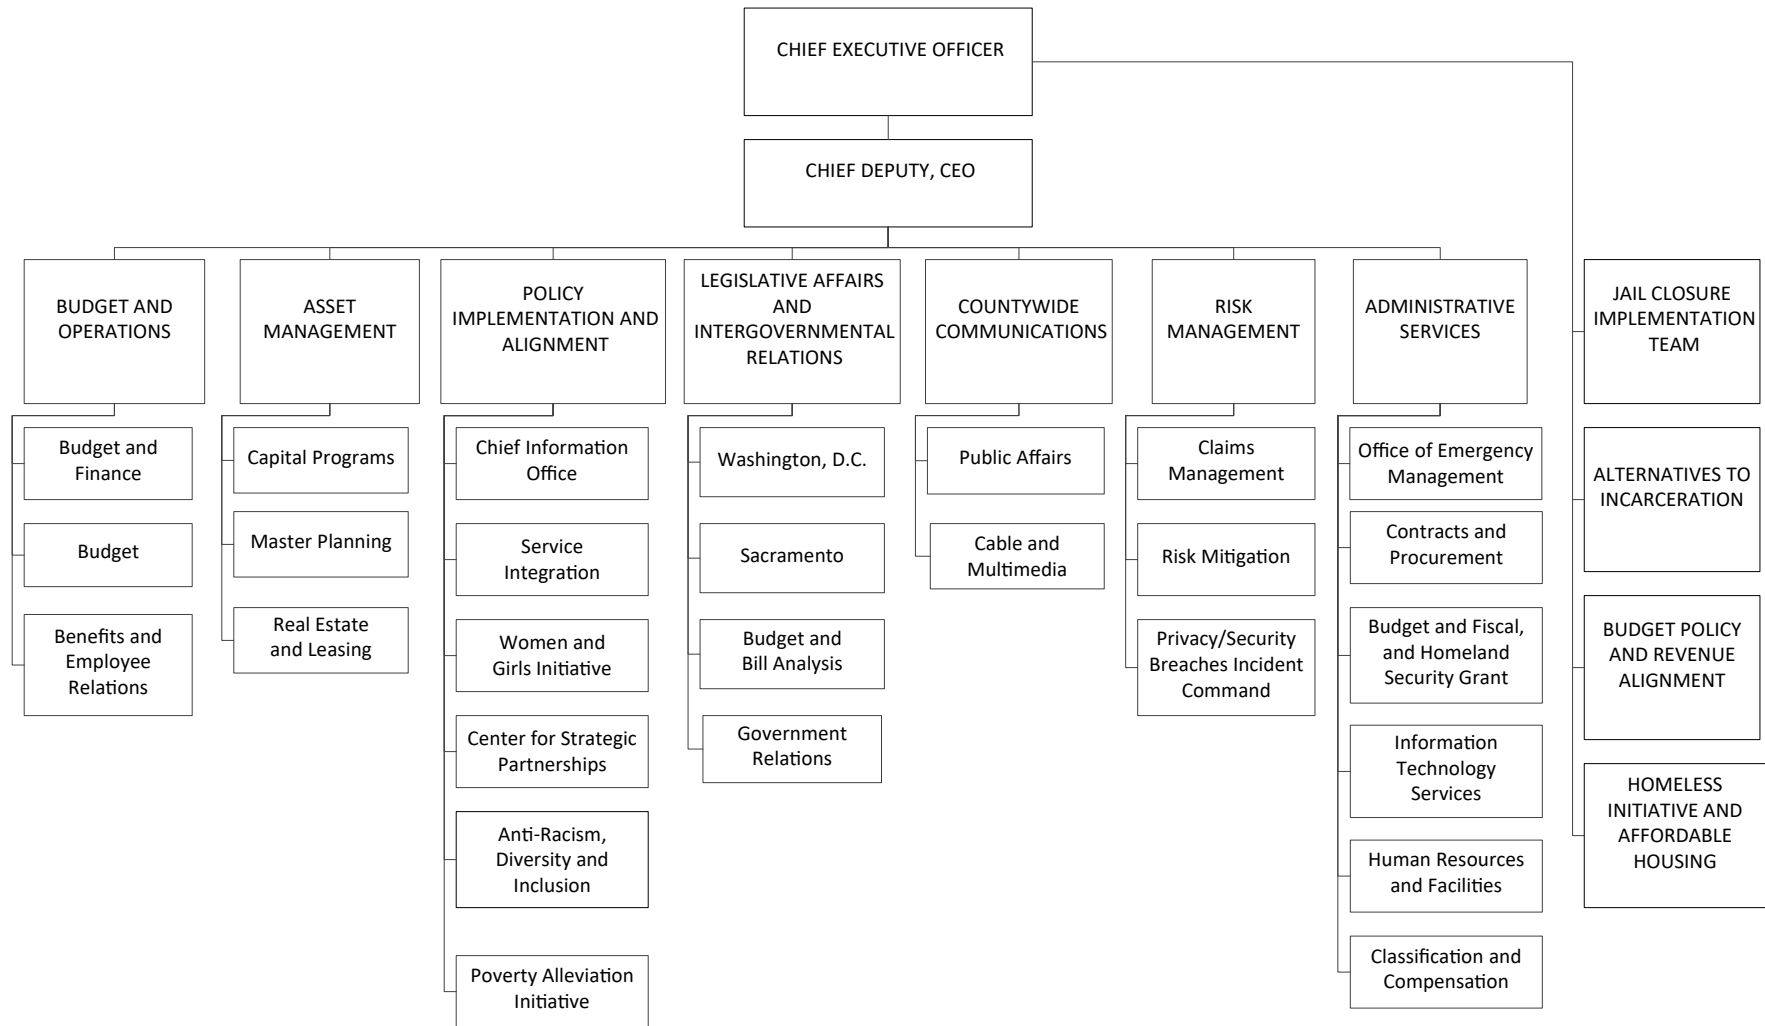 CHIEF EXECUTIVE OFFICER
CHIEF DEPUTY, CEO
BUDGET AND
OPERATIONS
ASSET
MANAGEMENT
POLICY
IMPLEMENTATION AND
ALIGNMENT
LEGISLATIVE AFFAIRS
AND
INTERGOVERNMENTAL
RELATIONS
COUNTYWIDE
COMMUNICATIONS
RISK
MANAGEMENT
ADMINISTRATIVE
SERVICES
JAIL CLOSURE
IMPLEMENTATION
TEAM
Budget and
Finance
Budget
Benefits and
Employee
Relations
Capital Programs
Master Planning
Real Estate
and Leasing
Chief Information
Office
Service
Integration
Women and
Girls Initiative
Center for Strategic
Partnerships
Anti-Racism,
Diversity and
Inclusion
Poverty Alleviation
Initiative
Washington, D.C.
Sacramento
Budget and
Bill Analysis
Government
Relations
Public Affairs
Cable and
Multimedia
Claims
Management
Risk Mitigation
Privacy/Security
Breaches Incident
Command
Office of Emergency
Management
Contracts and
Procurement
Budget and Fiscal,
and Homeland
Security Grant
Information
Technology
Services
Human Resources
and Facilities
Classification and
Compensation
ALTERNATIVES TO
INCARCERATION
BUDGET POLICY
AND REVENUE
ALIGNMENT
HOMELESS
INITIATIVE AND
AFFORDABLE
HOUSING